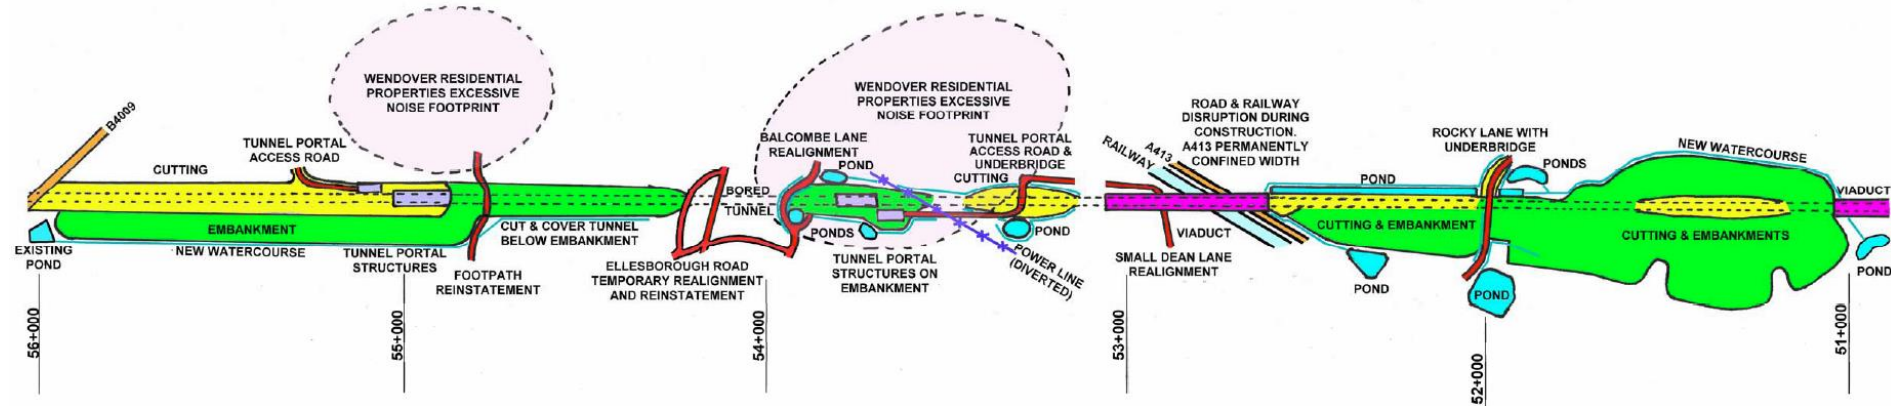 B4009
CUTTING
TUNNEL PORTAL
ACCESS ROAD
WENDOVER RESIDENTIAL
PROPERTIES EXCESSIVE
NOISE FOOTPRINT
EMBANKMENT
EXISTING
POND
NEW WATERCOURSE
TUNNEL PORTAL
STRUCTURES
FOOTPATH
REINSTATEMENT
CUT & COVER TUNNEL
BELOW EMBANKMENT
ELLESBOROUGH ROAD
TEMPORARY REALIGNMENT
AND REINSTATEMENT
BORED
TUNNEL
BALCOMBE LANE
REALIGNMENT
POND
WENDOVER RESIDENTIAL
PROPERTIES EXCESSIVE
NOISE FOOTPRINT
TUNNEL PORTAL
ACCESS ROAD &
UNDERBRIDGE
CUTTING
PONDS
TUNNEL PORTAL
STRUCTURES ON
EMBANKMENT
POND
POWER LINE
(DIVERTED)
RAILWAY
A413
ROAD & RAILWAY
DISRUPTION DURING
CONSTRUCTION.
A413 PERMANENTLY
CONFINED WIDTH
VIADUCT
SMALL DEAN LANE
REALIGNMENT
POND
CUTTING & EMBANKMENT
POND
ROCKY LANE WITH
UNDERBRIDGE
PONDS
POND
NEW WATERCOURSE
CUTTING & EMBANKMENTS
VIADUCT
POND
56+000
55+000
54+000
53+000
52+000
51+000